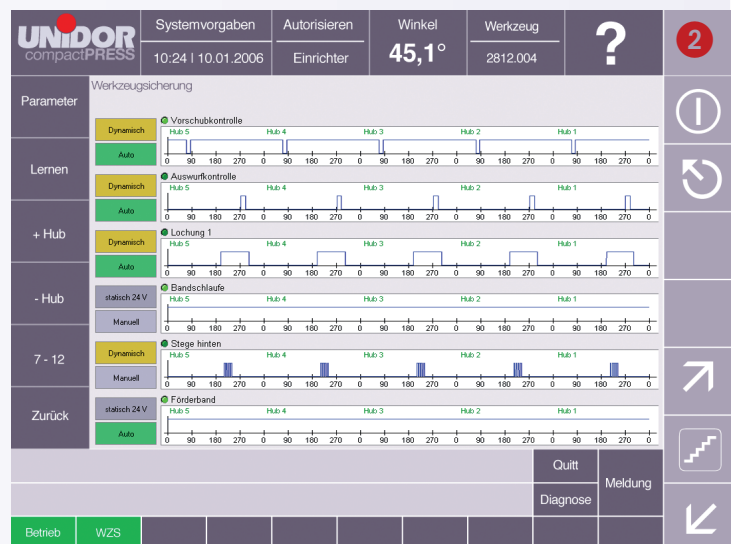 UNIDOR
compactPRESS
Systemvorgaben
10:24 | 10.01.2006
Autorisieren
Einrichter
Winkel
45,1°
Werkzeug
2812.004
?
2
Parameter
Lernen
+ Hub
- Hub
7 - 12
Zurück
Werkzeugsicherung
Vorschubkontrolle
Dynamisch
Auto
Hub 5 Hub 4 Hub 3 Hub 2 Hub 1
0 90 180 270 0 90 180 270 0 90 180 270 0 90 180 270 0 90 180 270 0
Auswurfkontrolle
Dynamisch
Auto
Hub 5 Hub 4 Hub 3 Hub 2 Hub 1
0 90 180 270 0 90 180 270 0 90 180 270 0 90 180 270 0 90 180 270 0
Lochung 1
Dynamisch
Auto
Hub 5 Hub 4 Hub 3 Hub 2 Hub 1
0 90 180 270 0 90 180 270 0 90 180 270 0 90 180 270 0 90 180 270 0
Bandschlaufe
statisch 24 V
Manuell
Hub 5 Hub 4 Hub 3 Hub 2 Hub 1
0 90 180 270 0 90 180 270 0 90 180 270 0 90 180 270 0 90 180 270 0
Stege hinten
Dynamisch
Manuell
Hub 5 Hub 4 Hub 3 Hub 2 Hub 1
0 90 180 270 0 90 180 270 0 90 180 270 0 90 180 270 0 90 180 270 0
Förderband
statisch 24 V
Auto
Hub 5 Hub 4 Hub 3 Hub 2 Hub 1
0 90 180 270 0 90 180 270 0 90 180 270 0 90 180 270 0 90 180 270 0
Quitt
Diagnose
Meldung
Betrieb
WZS